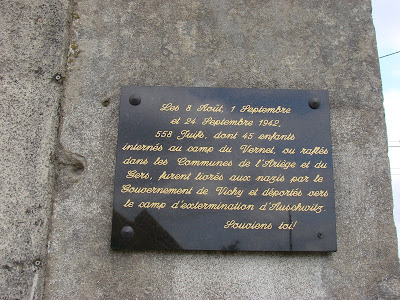 Les 8 Août, 1 Septembre
et 24 Septembre 1942,
558 Juifs, dont 45 enfants
internés au camp du Vernet, ou raflés
dans les Communes de l'Ariège et du
Gers, furent livrés aux nazis par le
Gouvernement de Vichy et déportés vers
le camp d'extermination d'Auschwitz.
Souviens toi!